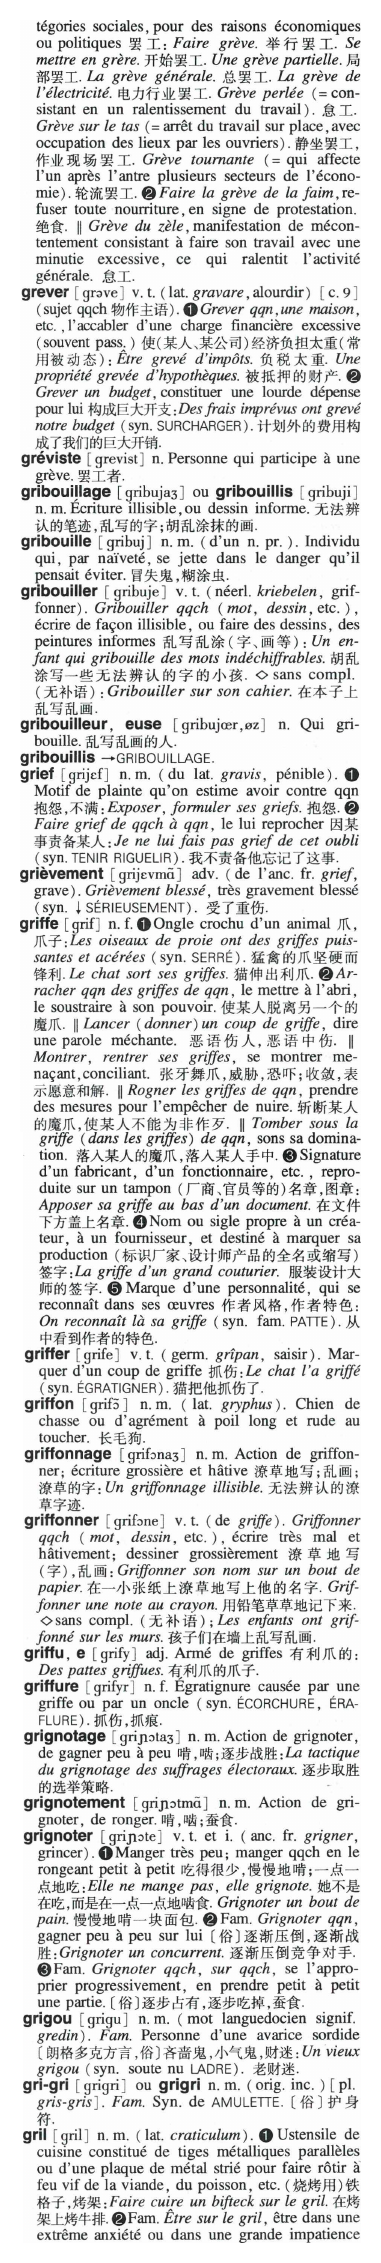 tégories sociales, pour des raisons économiques
ou politiques 罢工: Faire grève. 举行罢工. Se
mettre en grère. 开始罢工. Une grève partielle. 局
部罢工. La grève générale. 总罢工. La grève de
l'électricité. 电力行业罢工. Grève perlée (= con-
sistant en un ralentissement du travail). 怠工.
Grève sur le tas (= arrêt du travail sur place, avec
occupation des lieux par les ouvriers). 静坐罢工,
作业现场罢工. Grève tournante (= qui affecte
l'un après l'antre plusieurs secteurs de l'écono-
mie). 轮流罢工. ❷ Faire la grève de la faim, re-
fuser toute nourriture, en signe de protestation.
绝食. ‖ Grève du zèle, manifestation de mécon-
tentement consistant à faire son travail avec une
minutie excessive, ce qui ralentit l'activité
générale. 怠工.
grever [grəve] v. t. (lat. gravare, alourdir) [c. 9]
(sujet qqch 物作主语). ❶ Grever qqn, une maison,
etc., l'accabler d'une charge financière excessive
(souvent pass.) 使(某人、某公司)经济负担太重(常
用被动态): Être grevé d'impôts. 负税太重. Une
propriété grevée d'hypothèques. 被抵押的财产. ❷
Grever un budget, constituer une lourde dépense
pour lui 构成巨大开支: Des frais imprévus ont grevé
notre budget (syn. SURCHARGER). 计划外的费用构
成了我们的巨大开销.
gréviste [grevist] n. Personne qui participe à une
grève. 罢工者.
gribouillage [gribujaʒ] ou gribouillis [gribuji]
n. m. Écriture illisible, ou dessin informe. 无法辨
认的笔迹,乱写的字;胡乱涂抹的画.
gribouille [gribuj] n. m. (d'un n. pr.). Individu
qui, par naïveté, se jette dans le danger qu'il
pensait éviter. 冒失鬼,糊涂虫.
gribouiller [gribuje] v. t. (néerl. kriebelen, grif-
fonner). Gribouiller qqch (mot, dessin, etc.),
écrire de façon illisible, ou faire des dessins, des
peintures informes 乱写乱涂(字、画等): Un en-
fant qui gribouille des mots indéchiffrables. 胡乱
涂写一些无法辨认的字的小孩. ◇ sans compl.
(无补语): Gribouiller sur son cahier. 在本子上
乱写乱画.
gribouilleur, euse [gribujœr, øz] n. Qui gri-
bouille. 乱写乱画的人.
gribouillis →GRIBOUILLAGE.
grief [grijɛf] n. m. (du lat. gravis, pénible). ❶
Motif de plainte qu'on estime avoir contre qqn
抱怨,不满: Exposer, formuler ses griefs. 抱怨. ❷
Faire grief de qqch à qqn, le lui reprocher 因某
事责备某人: Je ne lui fais pas grief de cet oubli
(syn. TENIR RIGUELIR). 我不责备他忘记了这事.
grièvement [grijɛvmɑ̃] adv. (de l'anc. fr. grief,
grave). Grièvement blessé, très gravement blessé
(syn. ↓ SÉRIEUSEMENT). 受了重伤.
griffe [grif] n. f. ❶ Ongle crochu d'un animal 爪,
爪子: Les oiseaux de proie ont des griffes puis-
santes et acérées (syn. SERRÉ). 猛禽的爪坚硬而
锋利. Le chat sort ses griffes. 猫伸出利爪. ❷ Ar-
racher qqn des griffes de qqn, le mettre à l'abri,
le soustraire à son pouvoir. 使某人脱离另一个的
魔爪. ‖ Lancer (donner) un coup de griffe, dire
une parole méchante. 恶语伤人,恶语中伤. ‖
Montrer, rentrer ses griffes, se montrer me-
naçant, conciliant. 张牙舞爪,威胁,恐吓;收敛,表
示愿意和解. ‖ Rogner les griffes de qqn, prendre
des mesures pour l'empêcher de nuire. 斩断某人
的魔爪,使某人不能为非作歹. ‖ Tomber sous la
griffe (dans les griffes) de qqn, sons sa domina-
tion. 落入某人的魔爪,落入某人手中. ❸ Signature
d'un fabricant, d'un fonctionnaire, etc., repro-
duite sur un tampon (厂商、官员等的)名章,图章:
Apposer sa griffe au bas d'un document. 在文件
下方盖上名章. ❹ Nom ou sigle propre à un créa-
teur, à un fournisseur, et destiné à marquer sa
production (标识厂家、设计师产品的全名或缩写)
签字: La griffe d'un grand couturier. 服装设计大
师的签字. ❺ Marque d'une personnalité, qui se
reconnaît dans ses œuvres 作者风格,作者特色:
On reconnaît là sa griffe (syn. fam. PATTE). 从
中看到作者的特色.
griffer [grife] v. t. (germ. grîpan, saisir). Mar-
quer d'un coup de griffe 抓伤: Le chat l'a griffé
(syn. ÉGRATIGNER). 猫把他抓伤了.
griffon [grifɔ̃] n. m. (lat. gryphus). Chien de
chasse ou d'agrément à poil long et rude au
toucher. 长毛狗.
griffonnage [grifɔnaʒ] n. m. Action de griffon-
ner; écriture grossière et hâtive 潦草地写;乱画;
潦草的字: Un griffonnage illisible. 无法辨认的潦
草字迹.
griffonner [grifɔne] v. t. (de griffe). Griffonner
qqch (mot, dessin, etc.), écrire très mal et
hâtivement; dessiner grossièrement 潦草地写
(字),乱画: Griffonner son nom sur un bout de
papier. 在一小张纸上潦草地写上他的名字. Grif-
fonner une note au crayon. 用铅笔草草地记下来.
◇ sans compl. (无补语); Les enfants ont grif-
fonné sur les murs. 孩子们在墙上乱写乱画.
griffu, e [grify] adj. Armé de griffes 有利爪的:
Des pattes griffues. 有利爪的爪子.
griffure [grifyr] n. f. Égratignure causée par une
griffe ou par un oncle (syn. ÉCORCHURE, ÉRA-
FLURE). 抓伤,抓痕.
grignotage [griɲɔtaʒ] n. m. Action de grignoter,
de gagner peu à peu 啃,啮;逐步战胜: La tactique
du grignotage des suffrages électoraux. 逐步取胜
的选举策略.
grignotement [griɲɔtmɑ̃] n. m. Action de gri-
gnoter, de ronger. 啃,啮;蚕食.
grignoter [griɲɔte] v. t. et i. (anc. fr. grigner,
grincer). ❶ Manger très peu; manger qqch en le
rongeant petit à petit 吃得很少,慢慢地啃;一点一
点地吃: Elle ne mange pas, elle grignote. 她不是
在吃,而是在一点一点地啮食. Grignoter un bout de
pain. 慢慢地啃一块面包. ❷ Fam. Grignoter qqn,
gagner peu à peu sur lui 〔俗〕逐渐压倒,逐渐战
胜: Grignoter un concurrent. 逐渐压倒竞争对手.
❸ Fam. Grignoter qqch, sur qqch, se l'appro-
prier progressivement, en prendre petit à petit
une partie. 〔俗〕逐步占有,逐步吃掉,蚕食.
grigou [grigu] n. m. (mot languedocien signif.
gredin). Fam. Personne d'une avarice sordide
〔朗格多克方言,俗〕吝啬鬼,小气鬼,财迷: Un vieux
grigou (syn. soute nu LADRE). 老财迷.
gri-gri [grigri] ou grigri n. m. (orig. inc.) [pl.
gris-gris]. Fam. Syn. de AMULETTE. 〔俗〕护身
符.
gril [gril] n. m. (lat. craticulum). ❶ Ustensile de
cuisine constitué de tiges métalliques parallèles
ou d'une plaque de métal strié pour faire rôtir à
feu vif de la viande, du poisson, etc. (烧烤用)铁
格子,烤架: Faire cuire un bifteck sur le gril. 在烤
架上烤牛排. ❷ Fam. Être sur le gril, être dans une
extrême anxiété ou dans une grande impatience